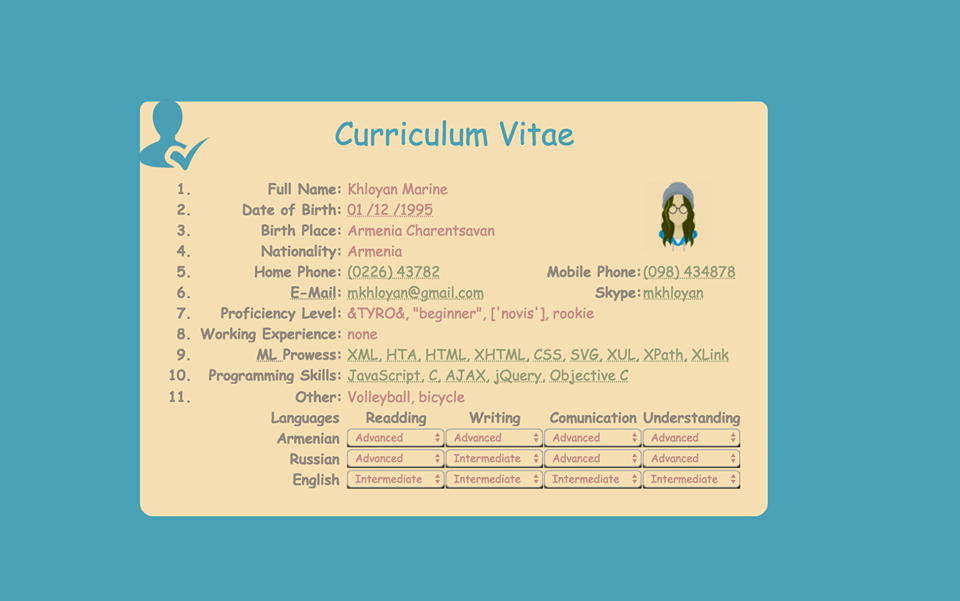 Curriculum Vitae
1. Full Name: Khloyan Marine
2. Date of Birth: 01 /12 /1995
3. Birth Place: Armenia Charentsavan
4. Nationality: Armenia
5. Home Phone: (0226) 43782 Mobile Phone: (098) 434878
6. E-Mail: mkhloyan@gmail.com Skype: mkhloyan
7. Proficiency Level: &TYRO&, "beginner", ['novis'], rookie
8. Working Experience: none
9. ML Prowess: XML, HTA, HTML, XHTML, CSS, SVG, XUL, XPath, XLink
10. Programming Skills: JavaScript, C, AJAX, jQuery, Objective C
11. Other: Volleyball, bicycle
Languages Readding Writing Comunication Understanding
Armenian Advanced Advanced Advanced Advanced
Russian Advanced Intermediate Advanced Advanced
English Intermediate Intermediate Intermediate Intermediate